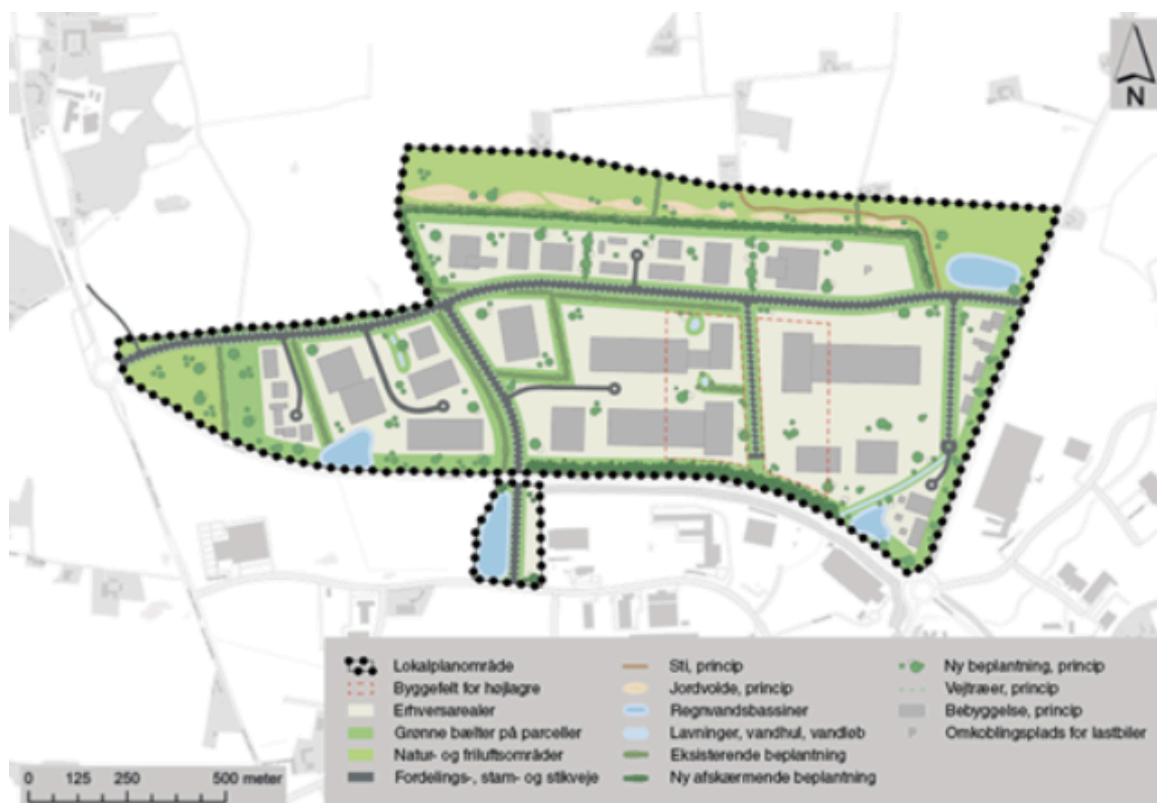 N
P
Lokalplanområde
Byggefelt for højlagre
Erhversarealer
Grønne bælter på parceller
Natur- og friluftsområder
Fordelings-, stam- og stikveje
Sti, princip
Jordvolde, princip
Regnvandsbassiner
Lavninger, vandhul, vandløb
Eksisterende beplantning
Ny afskærmende beplantning
Ny beplantning, princip
Vejtræer, princip
Bebyggelse, princip
P Omkoblingsplads for lastbiler
0 125 250 500 meter